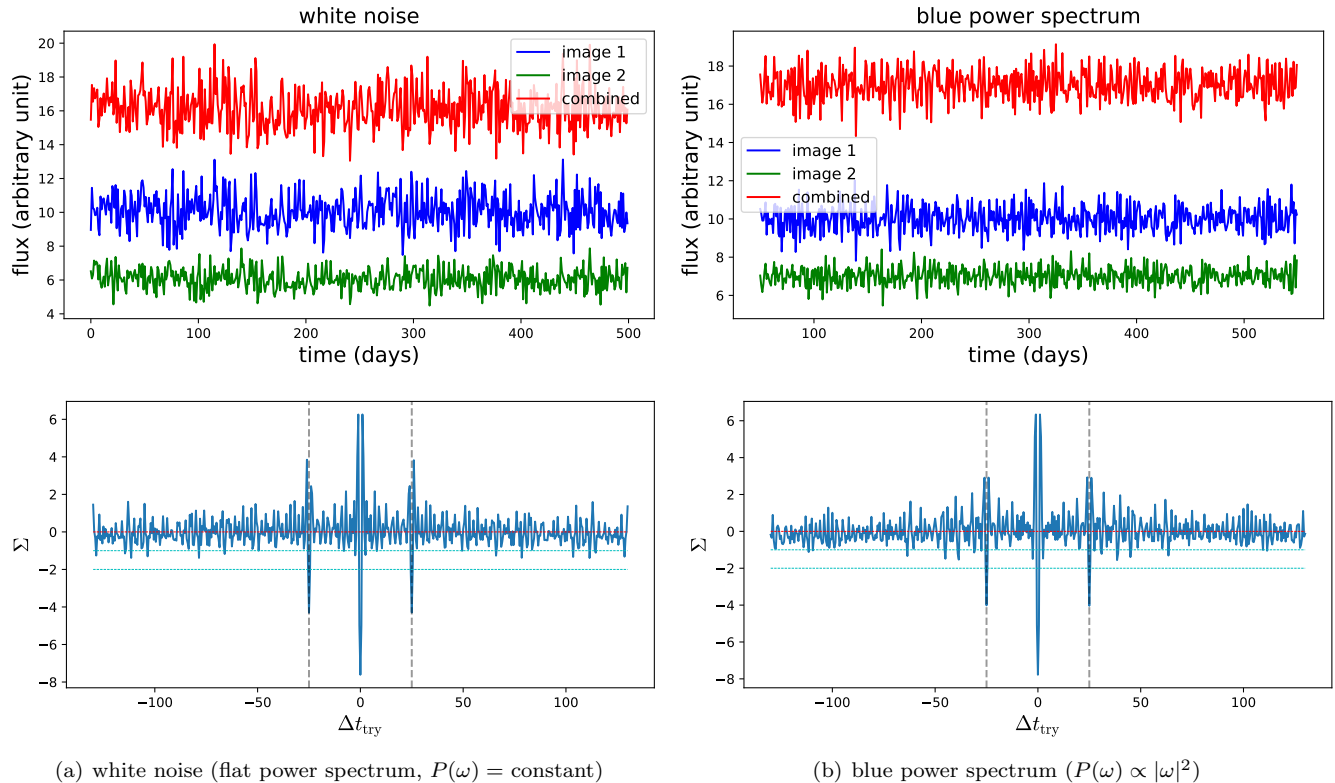 white noise
flux (arbitrary unit)
20
18
16
14
12
10
8
6
4
image 1
image 2
combined
0
100
200
300
400
500
time (days)
blue power spectrum
flux (arbitrary unit)
18
16
14
12
10
8
6
image 1
image 2
combined
100
200
300
400
500
time (days)
Σ
6
4
2
0
−2
−4
−6
−8
−100
−50
0
50
100
Δt_try
Σ
6
4
2
0
−2
−4
−6
−8
−100
−50
0
50
100
Δt_try
(a) white noise (flat power spectrum, P(ω) = constant)
(b) blue power spectrum (P(ω) ∝ |ω|²)